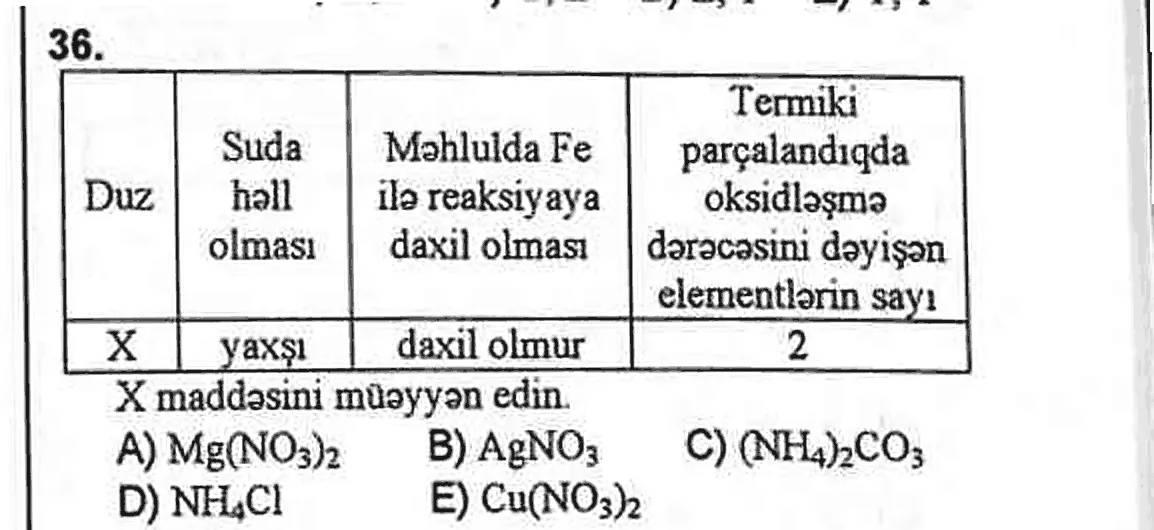 36.
Duz
Suda
həll
olması
Məhlulda Fe
ilə reaksiyaya
daxil olması
Termiki
parçalandıqda
oksidləşmə
dərəcəsini dəyişən
elementlərin sayı
X yaxşı daxil olmur 2
X maddəsini müəyyən edin.
A) Mg(NO₃)₂ B) AgNO₃ C) (NH₄)₂CO₃
D) NH₄Cl E) Cu(NO₃)₂